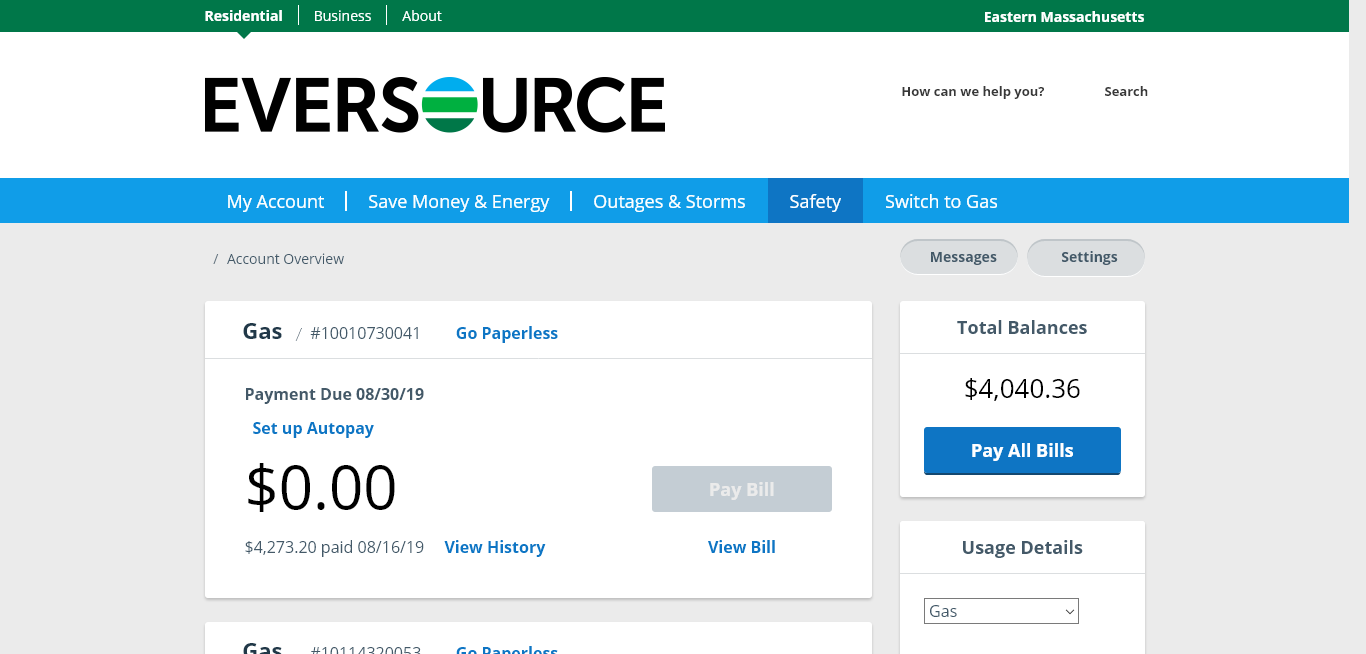 Residential Business About Eastern Massachusetts
EVERSOURCE
How can we help you? Search
My Account Save Money & Energy Outages & Storms Safety Switch to Gas
/ Account Overview
Messages Settings
Gas / #10010730041 Go Paperless
Payment Due 08/30/19
Set up Autopay
$0.00
Pay Bill
$4,273.20 paid 08/16/19 View History View Bill
Total Balances
$4,040.36
Pay All Bills
Usage Details
Gas
Gas #10114320053 Go Paperless